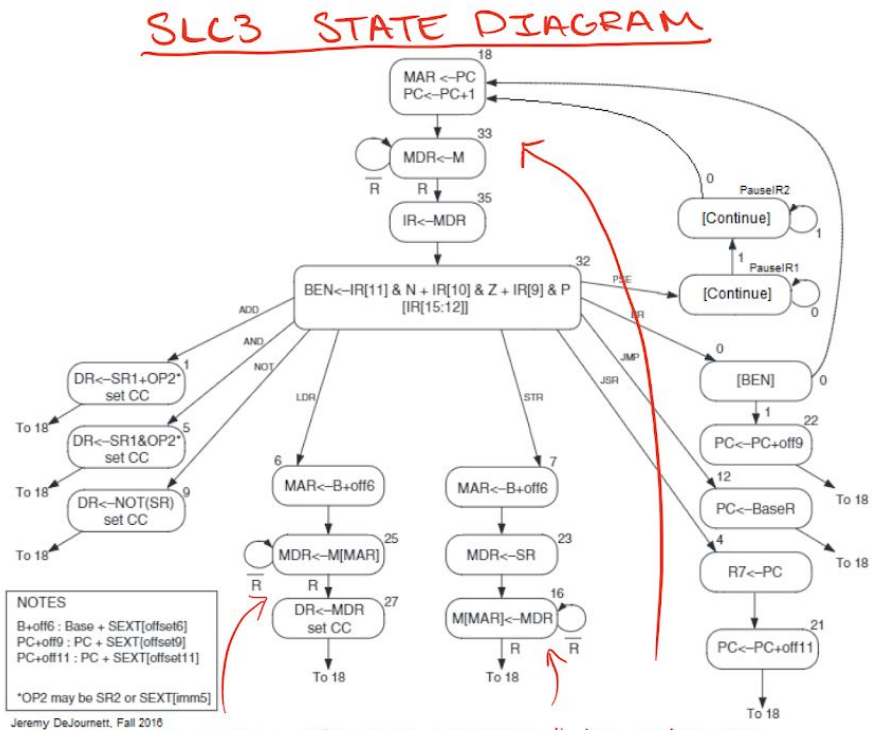 SLC3 STATE DIAGRAM
18
MAR <–PC
PC<–PC+1
33
MDR<–M
R
R
35
IR<–MDR
32
BEN<–IR[11] & N + IR[10] & Z + IR[9] & P
[IR[15:12]]
0
PauseIR2
[Continue]
1
1
PauseIR1
[Continue]
0
PSE
BR
JMP
JSR
ADD
AND
NOT
LDR
STR
1
DR<–SR1+OP2*
set CC
To 18
5
DR<–SR1&OP2*
set CC
To 18
9
DR<–NOT(SR)
set CC
To 18
6
MAR<–B+off6
25
MDR<–M[MAR]
R
R
27
DR<–MDR
set CC
To 18
7
MAR<–B+off6
23
MDR<–SR
16
M[MAR]<–MDR
R
R
To 18
0
[BEN]
0
1
22
PC<–PC+off9
To 18
12
PC<–BaseR
To 18
4
R7<–PC
21
PC<–PC+off11
To 18
NOTES
B+off6 : Base + SEXT[offset6]
PC+off9 : PC + SEXT[offset9]
PC+off11 : PC + SEXT[offset11]
*OP2 may be SR2 or SEXT[imm5]
Jeremy DeJournett, Fall 2016